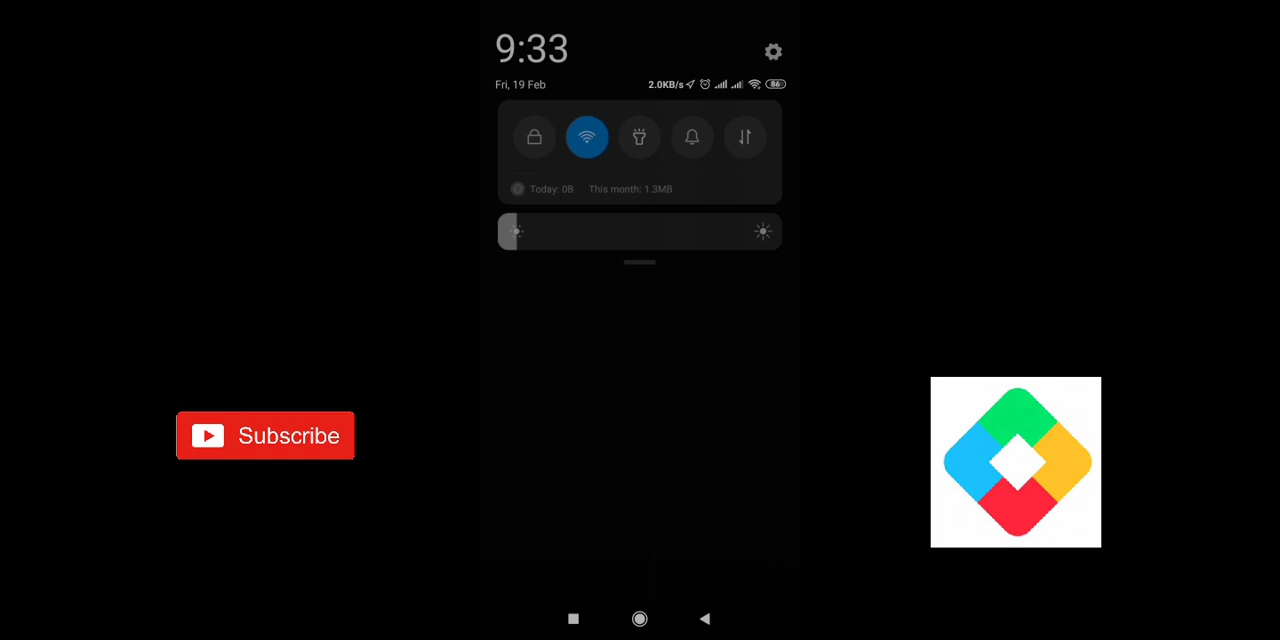 9:33
Fri, 19 Feb
2.0KB/s
86
Today: 0B
This month: 1.3MB
Subscribe